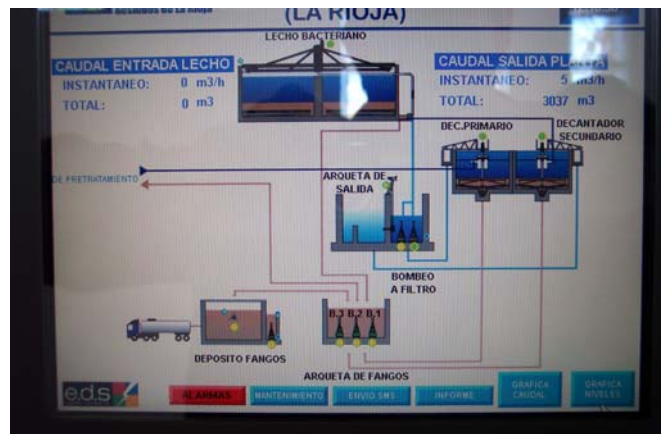 (LA RIOJA)
LECHO BACTERIANO
CAUDAL ENTRADA LECHO
INSTANTANEO: 0 m3/h
TOTAL: 0 m3
CAUDAL SALIDA PLANTA
INSTANTANEO: 5 m3/h
TOTAL: 3037 m3
DEC.PRIMARIO
DECANTADOR
SECUNDARIO
DE PRETRATAMIENTO
ARQUETA DE
SALIDA
BOMBEO
A FILTRO
B.3 B.2 B.1
DEPOSITO FANGOS
ARQUETA DE FANGOS
e.d.s
ALARMAS
MANTENIMIENTO
ENVIO SMS
INFORME
GRAFICA
CAUDAL
GRAFICA
NIVELES